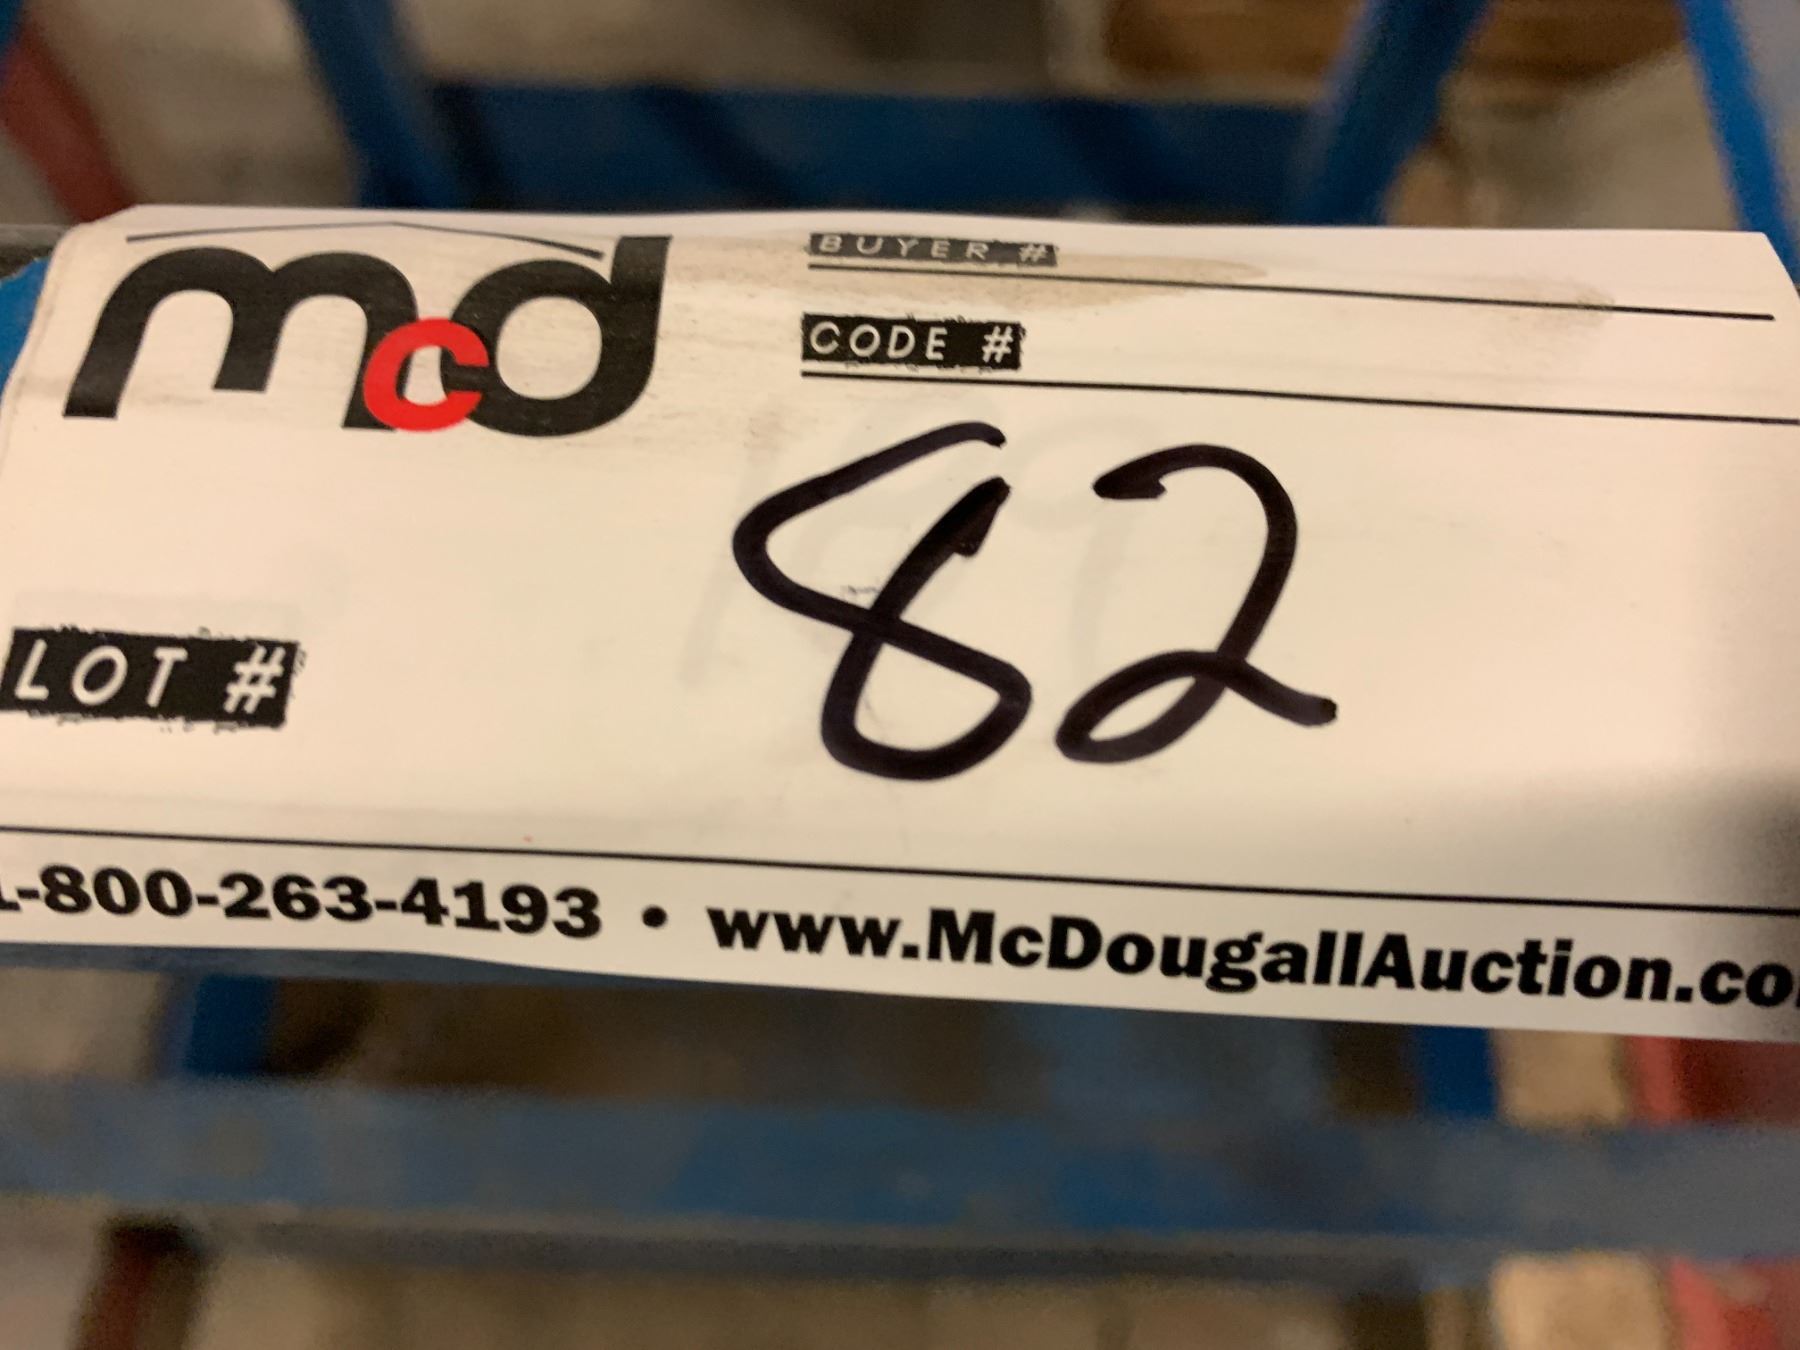 McD
BUYER #
CODE #
82
LOT #
1-800-263-4193 • www.McDougallAuction.co